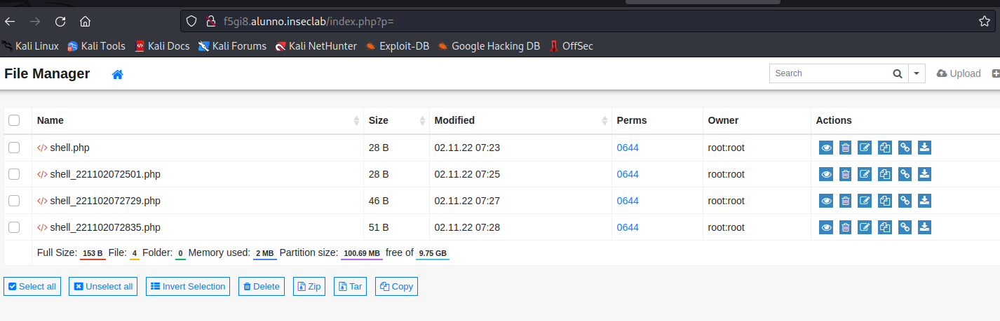 f5gi8.alunno.inseclab/index.php?p=
Kali Linux Kali Tools Kali Docs Kali Forums Kali NetHunter Exploit-DB Google Hacking DB OffSec
File Manager Search Upload
Name Size Modified Perms Owner Actions
</> shell.php 28 B 02.11.22 07:23 0644 root:root
</> shell_221102072501.php 28 B 02.11.22 07:25 0644 root:root
</> shell_221102072729.php 46 B 02.11.22 07:27 0644 root:root
</> shell_221102072835.php 51 B 02.11.22 07:28 0644 root:root
Full Size: 153 B File: 4 Folder: 0 Memory used: 2 MB Partition size: 100.69 MB free of 9.75 GB
Select all Unselect all Invert Selection Delete Zip Tar Copy